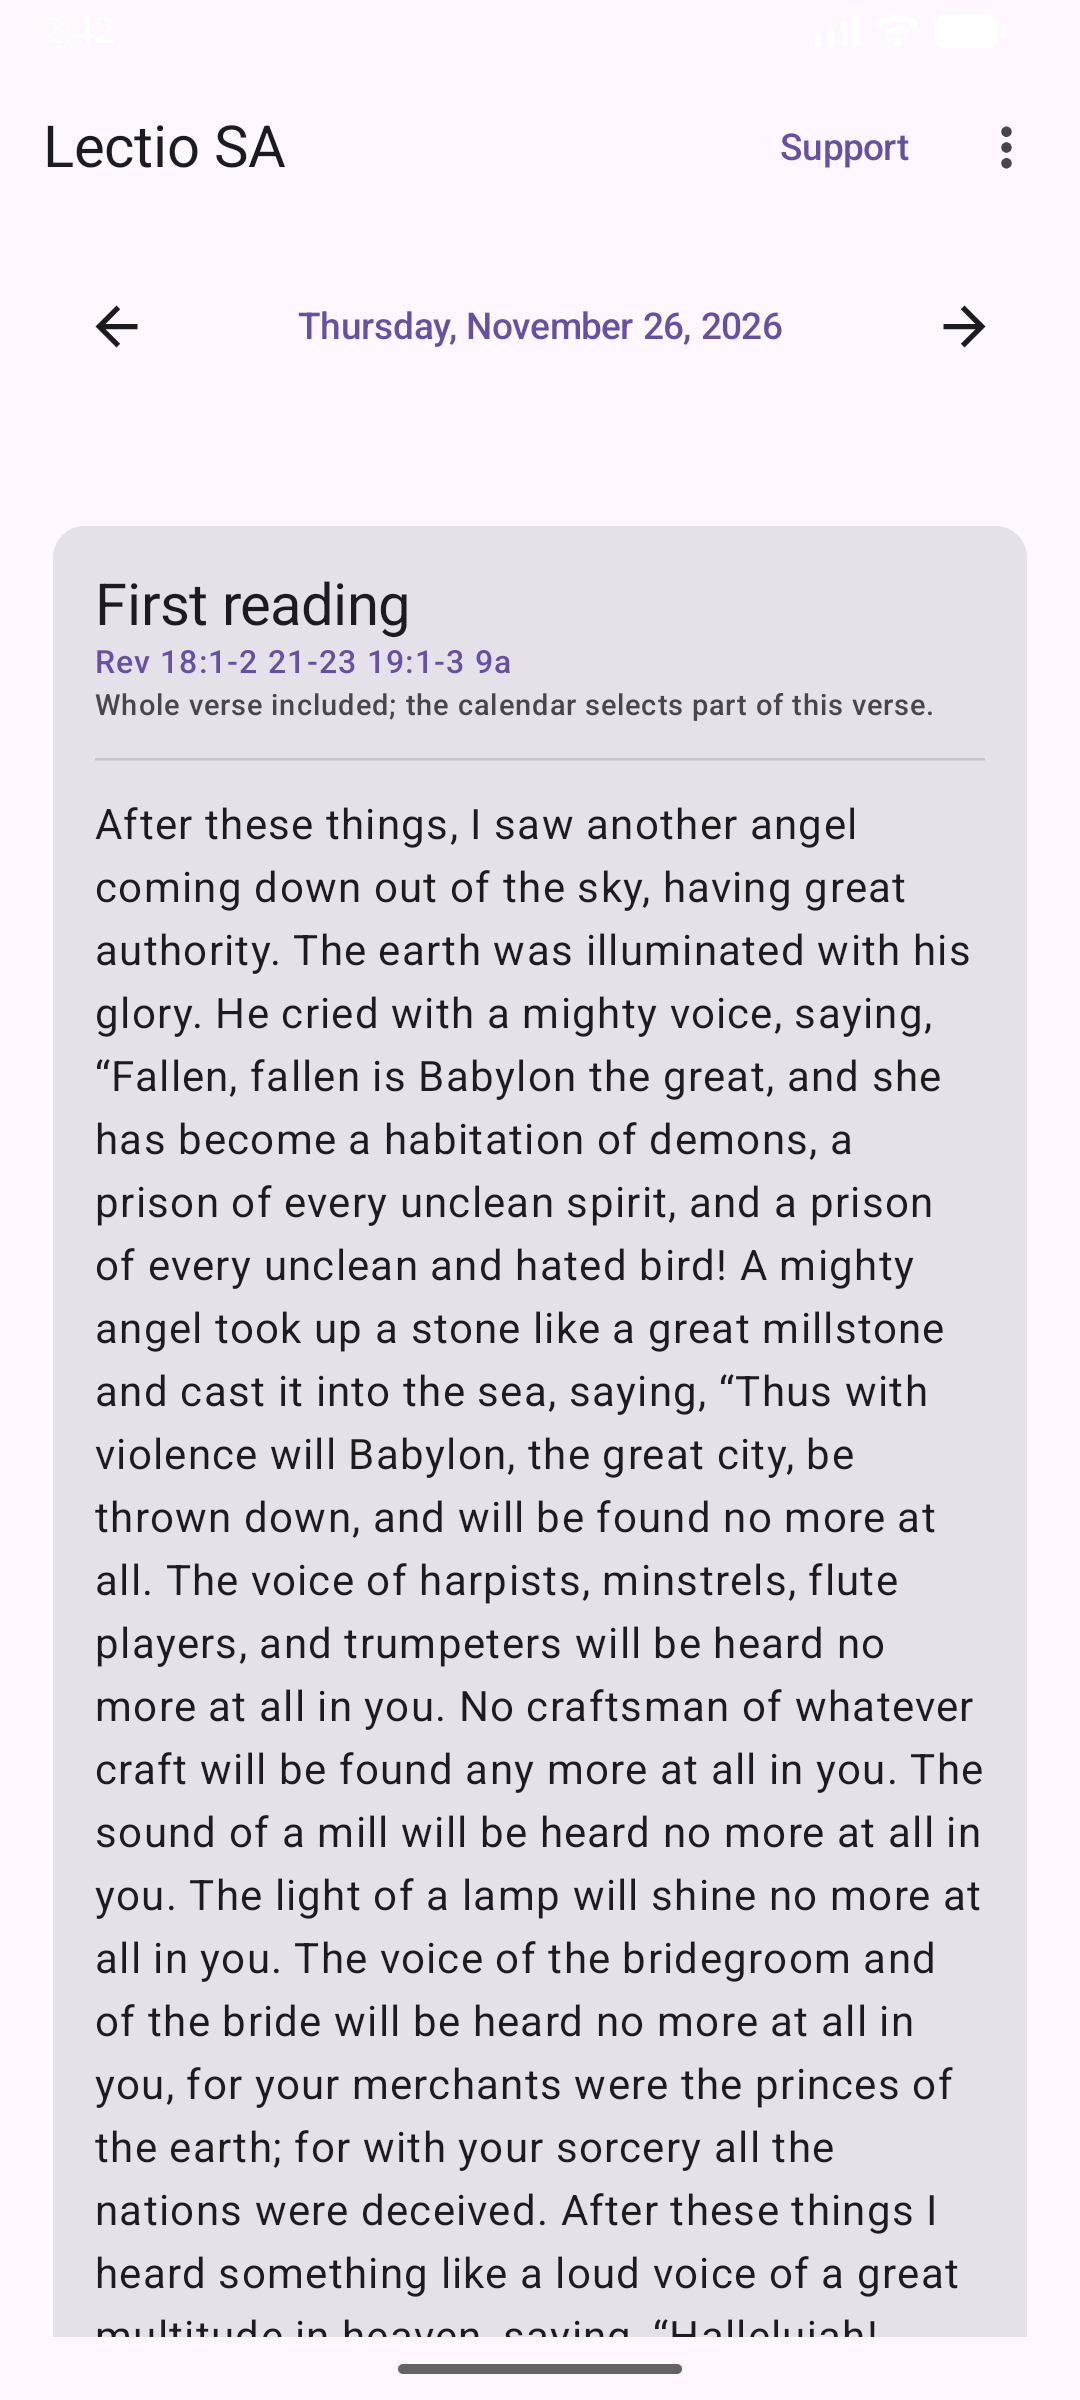 2:42
Lectio SA
Support
Thursday, November 26, 2026
First reading
Rev 18:1-2 21-23 19:1-3 9a
Whole verse included; the calendar selects part of this verse.
After these things, I saw another angel
coming down out of the sky, having great
authority. The earth was illuminated with his
glory. He cried with a mighty voice, saying,
“Fallen, fallen is Babylon the great, and she
has become a habitation of demons, a
prison of every unclean spirit, and a prison
of every unclean and hated bird! A mighty
angel took up a stone like a great millstone
and cast it into the sea, saying, “Thus with
violence will Babylon, the great city, be
thrown down, and will be found no more at
all. The voice of harpists, minstrels, flute
players, and trumpeters will be heard no
more at all in you. No craftsman of whatever
craft will be found any more at all in you. The
sound of a mill will be heard no more at all in
you. The light of a lamp will shine no more at
all in you. The voice of the bridegroom and
of the bride will be heard no more at all in
you, for your merchants were the princes of
the earth; for with your sorcery all the
nations were deceived. After these things I
heard something like a loud voice of a great
multitude in heaven, saying, “Hallelujah!